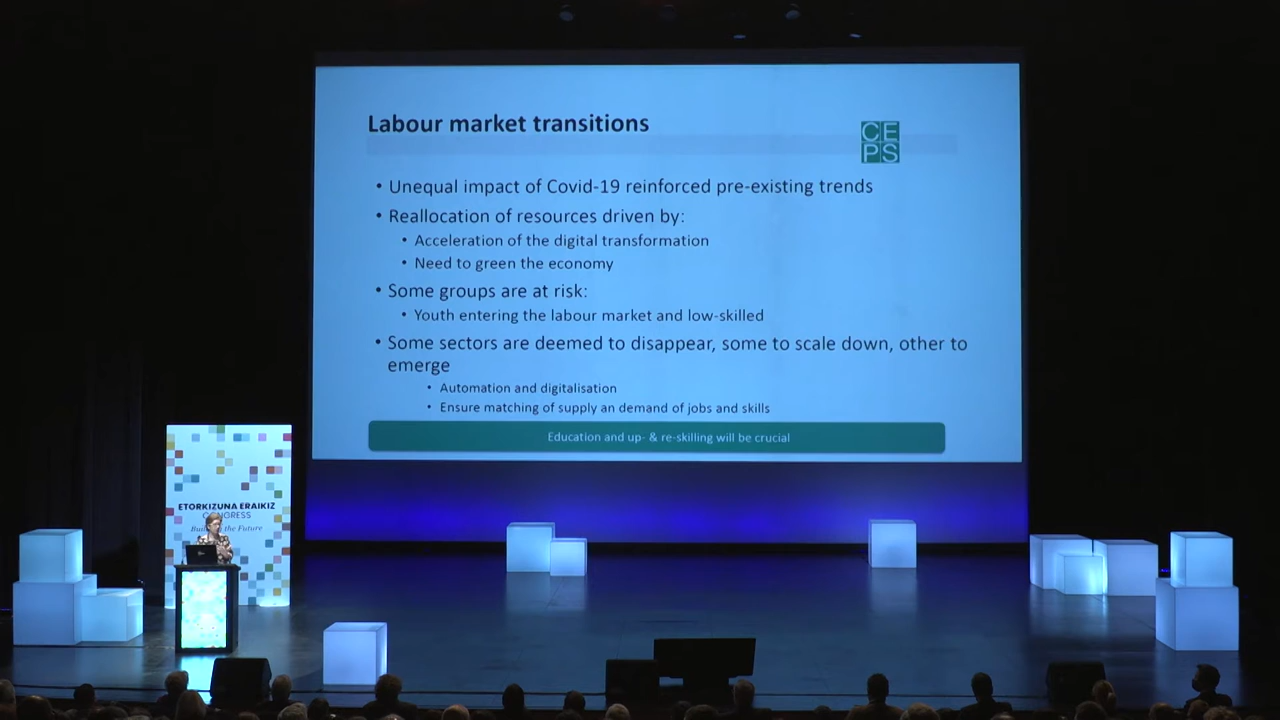 Labour market transitions
CE
PS
• Unequal impact of Covid-19 reinforced pre-existing trends
• Reallocation of resources driven by:
• Acceleration of the digital transformation
• Need to green the economy
• Some groups are at risk:
• Youth entering the labour market and low-skilled
• Some sectors are deemed to disappear, some to scale down, other to
emerge
• Automation and digitalisation
• Ensure matching of supply an demand of jobs and skills
Education and up- & re-skilling will be crucial
ETORKIZUNA ERAIKIZ
CONGRESS
the Future